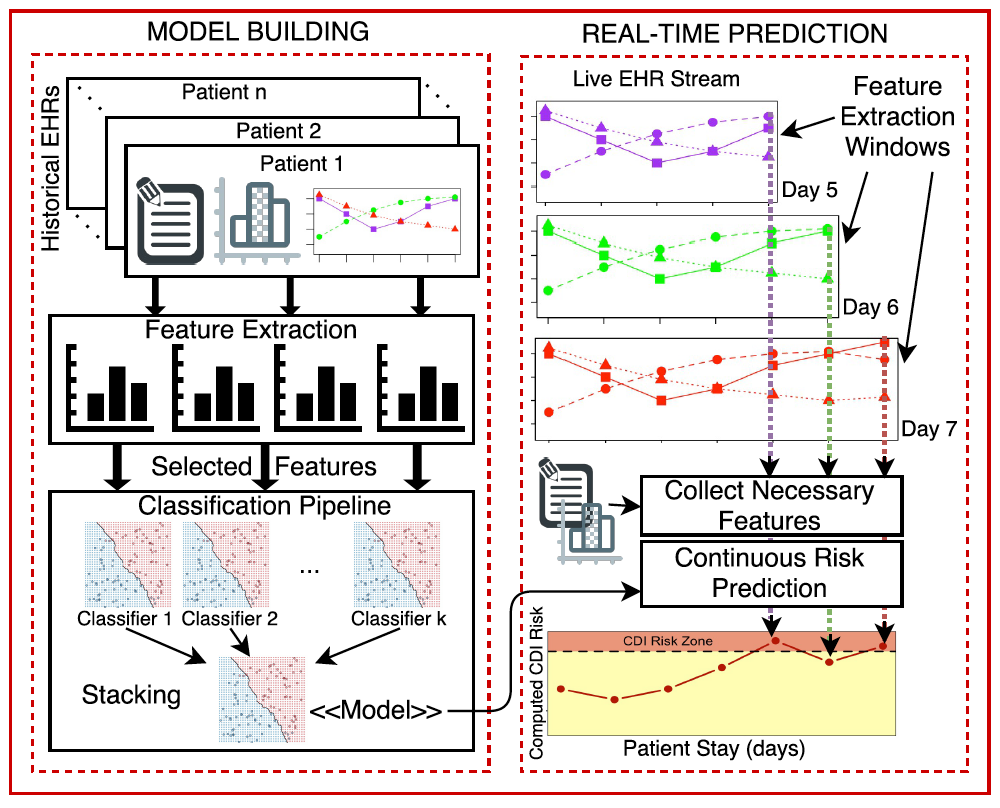 MODEL BUILDING
Historical EHRs
Patient n
Patient 2
Patient 1
Feature Extraction
Selected Features
Classification Pipeline
...
Classifier 1
Classifier 2
Classifier k
Stacking
<<Model>>
REAL-TIME PREDICTION
Live EHR Stream
Feature
Extraction
Windows
Day 5
Day 6
Day 7
Collect Necessary
Features
Continuous Risk
Prediction
Computed CDI Risk
CDI Risk Zone
Patient Stay (days)